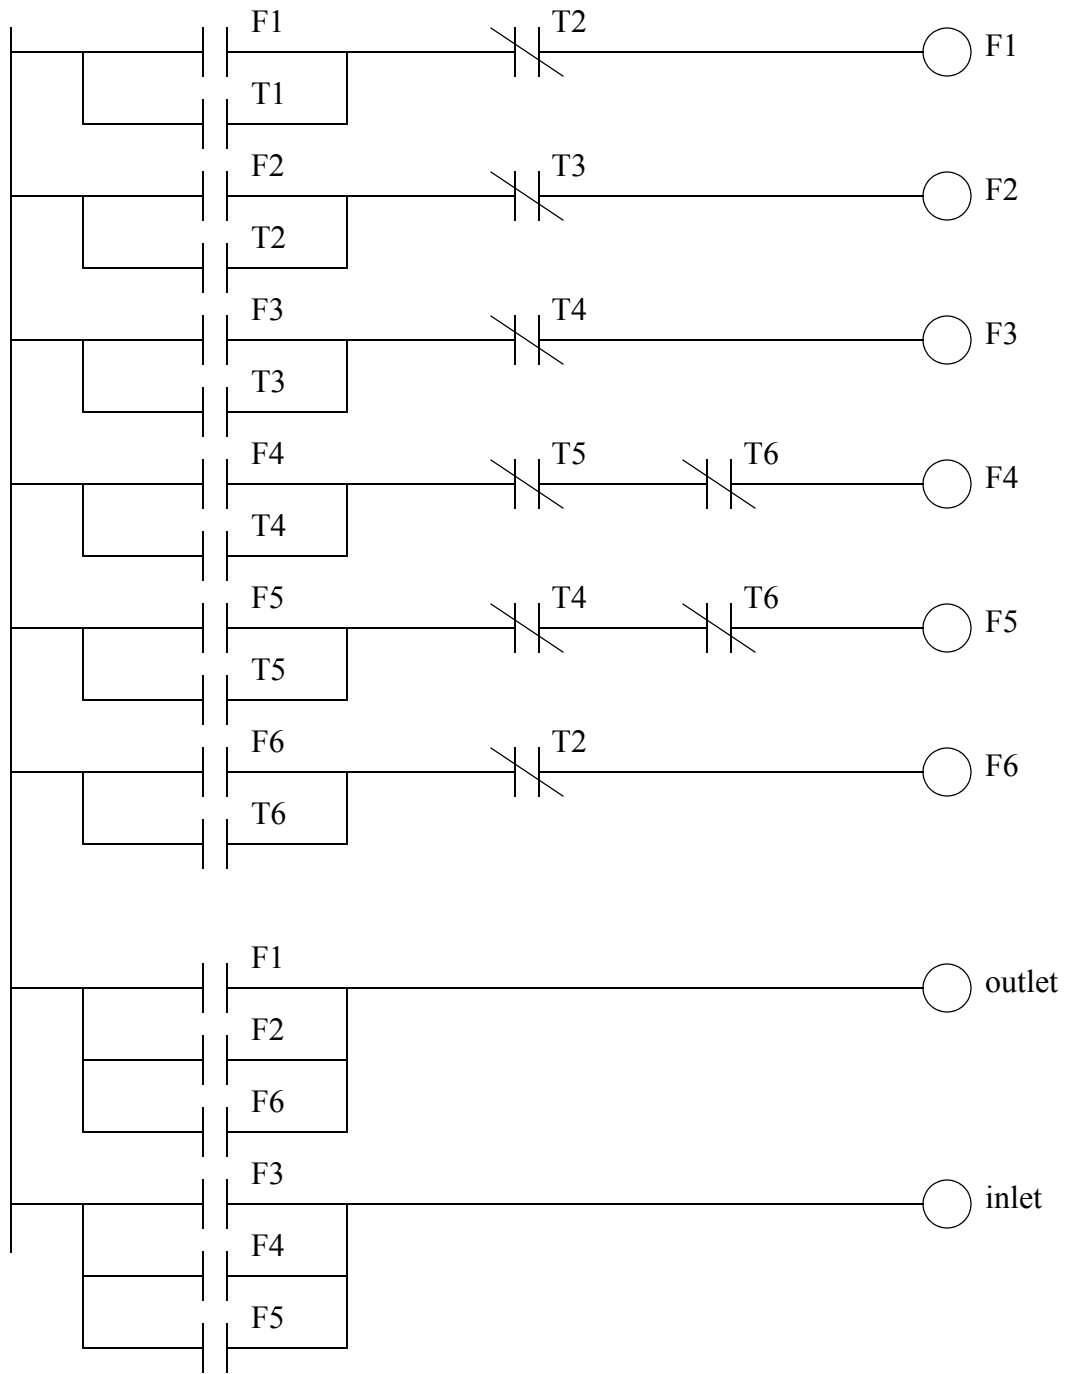 F1 T2 F1
T1
F2 T3 F2
T2
F3 T4 F3
T3
F4 T5 T6 F4
T4
F5 T4 T6 F5
T5
F6 T2 F6
T6
F1 outlet
F2
F6
F3 inlet
F4
F5